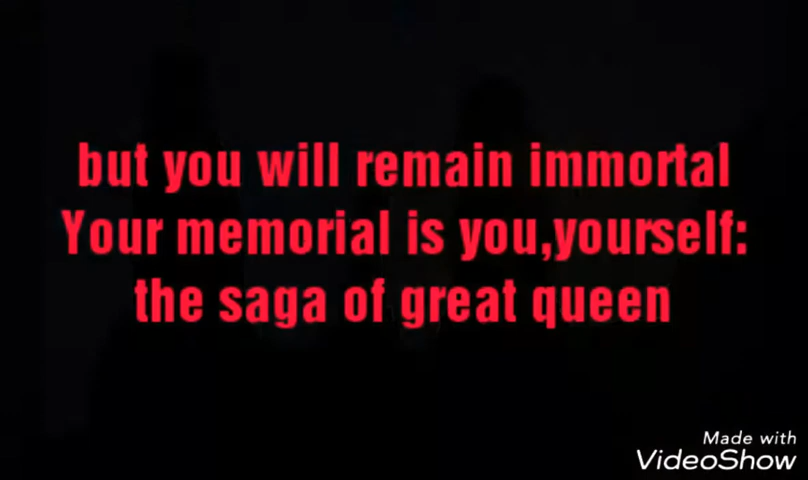 but you will remain immortal
Your memorial is you,yourself:
the saga of great queen
Made with
VideoShow